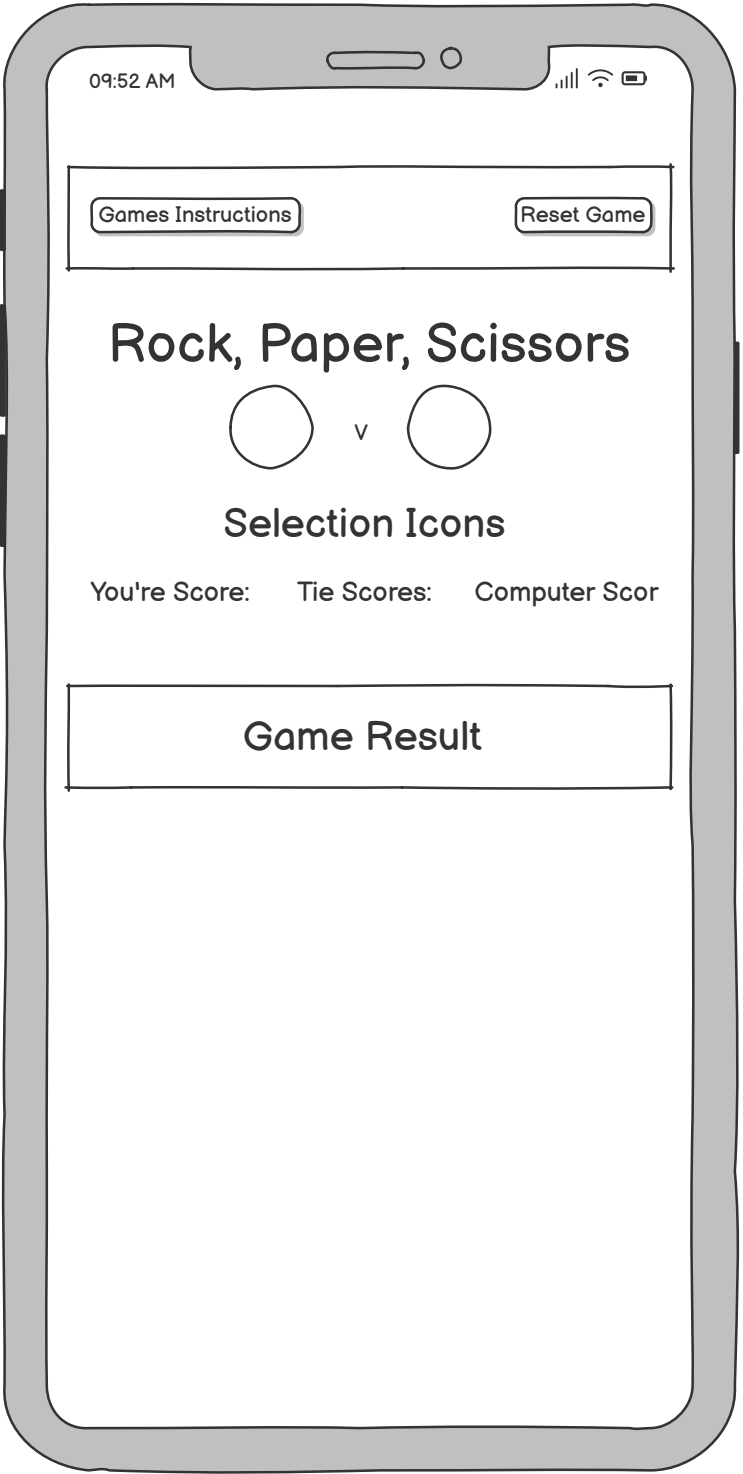 09:52 AM
Games Instructions
Reset Game
Rock, Paper, Scissors
v
Selection Icons
You're Score:
Tie Scores:
Computer Scor
Game Result